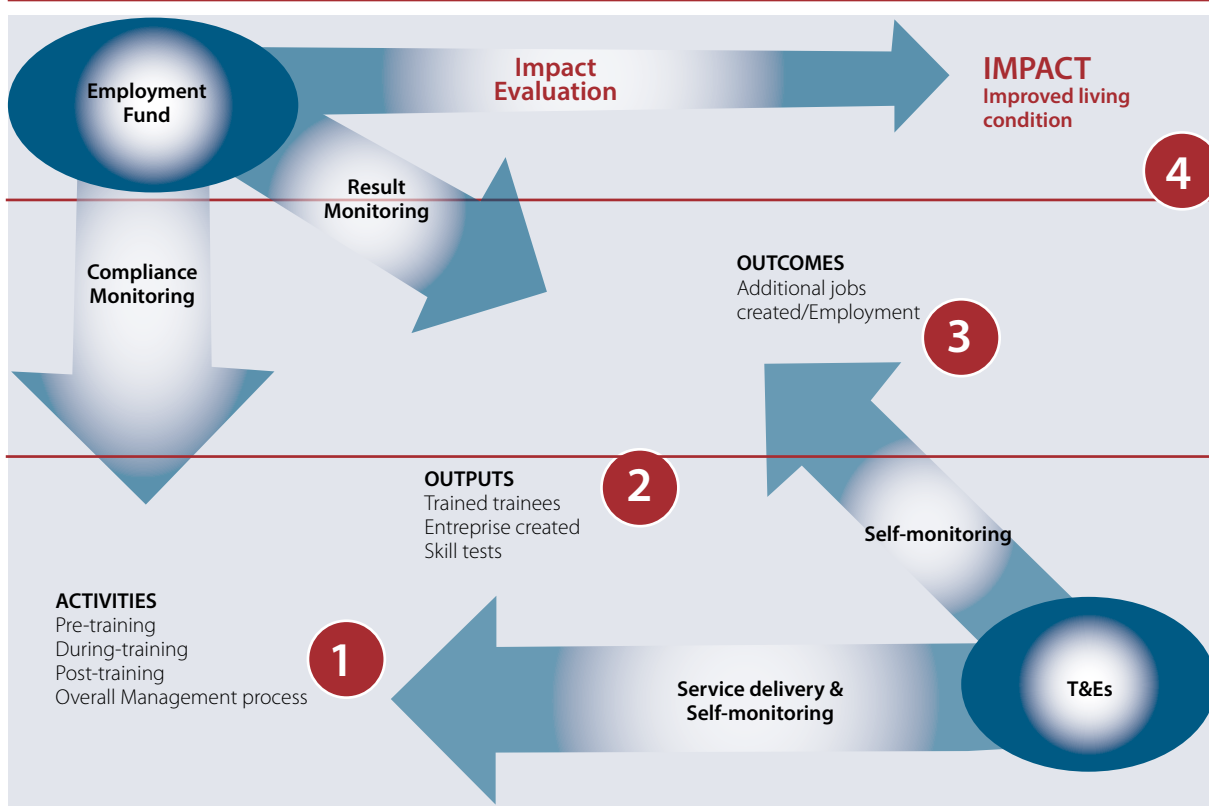 Employment
Fund
Impact
Evaluation
IMPACT
Improved living
condition
4
Result
Monitoring
Compliance
Monitoring
OUTCOMES
Additional jobs
created/Employment
3
OUTPUTS
Trained trainees
Entreprise created
Skill tests
2
Self-monitoring
ACTIVITIES
Pre-training
During-training
Post-training
Overall Management process
1
Service delivery &
Self-monitoring
T&Es